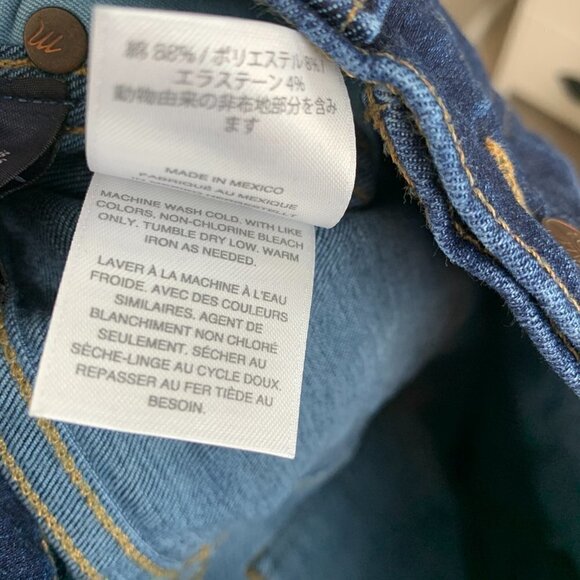 綿 88% / ポリエステル 8% /
エラステーン 4%
動物由来の非布地部分を含み
ます
MADE IN MEXICO
FABRIQUÉ AU MEXIQUE
MACHINE WASH COLD. WITH LIKE
COLORS. NON-CHLORINE BLEACH
ONLY. TUMBLE DRY LOW. WARM
IRON AS NEEDED.
LAVER À LA MACHINE À L'EAU
FROIDE. AVEC DES COULEURS
SIMILAIRES. AGENT DE
BLANCHIMENT NON CHLORÉ
SEULEMENT. SÉCHER AU
SÈCHE-LINGE AU CYCLE DOUX.
REPASSER AU FER TIÈDE AU
BESOIN.